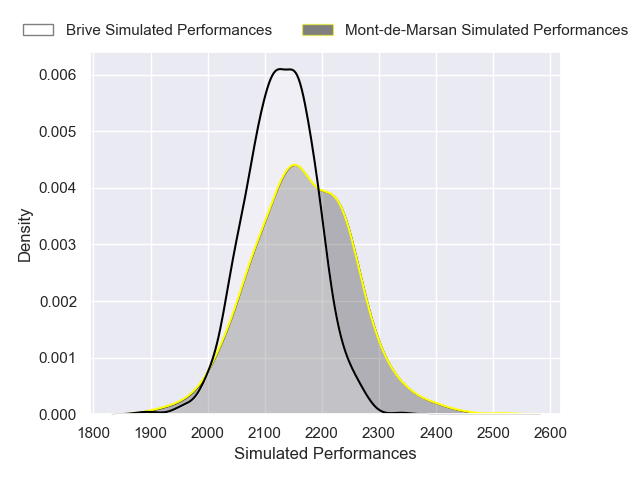 Brive Simulated Performances
Mont-de-Marsan Simulated Performances
0.006
0.005
0.004
0.003
0.002
0.001
0.000
Density
1800 1900 2000 2100 2200 2300 2400 2500 2600
Simulated Performances